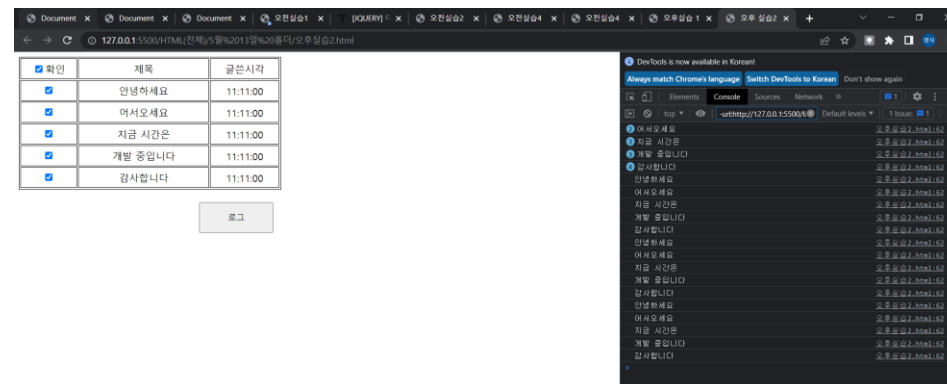 Document Document Document 오전실습1 [JQUERY] 오전실습2 오전실습4 오전실습4 오후실습 1 오후 실습2
127.0.0.1:5500/HTML(전체)/5월%2013일%20폴더/오후실습2.html
확인 제목 글쓴시각
안녕하세요 11:11:00
어서오세요 11:11:00
지금 시간은 11:11:00
개발 중입니다 11:11:00
감사합니다 11:11:00
로그
DevTools is now available in Korean!
Always match Chrome's language Switch DevTools to Korean Don't show again
Elements Console Sources Network » 1
top -url:http://127.0.0.1:5500/6 Default levels 1 Issue: 1
어서오세요 오후실습2.html:62
지금 시간은 오후실습2.html:62
개발 중입니다 오후실습2.html:62
감사합니다 오후실습2.html:62
안녕하세요 오후실습2.html:62
어서오세요 오후실습2.html:62
지금 시간은 오후실습2.html:62
개발 중입니다 오후실습2.html:62
감사합니다 오후실습2.html:62
안녕하세요 오후실습2.html:62
어서오세요 오후실습2.html:62
지금 시간은 오후실습2.html:62
개발 중입니다 오후실습2.html:62
감사합니다 오후실습2.html:62
안녕하세요 오후실습2.html:62
어서오세요 오후실습2.html:62
지금 시간은 오후실습2.html:62
개발 중입니다 오후실습2.html:62
감사합니다 오후실습2.html:62